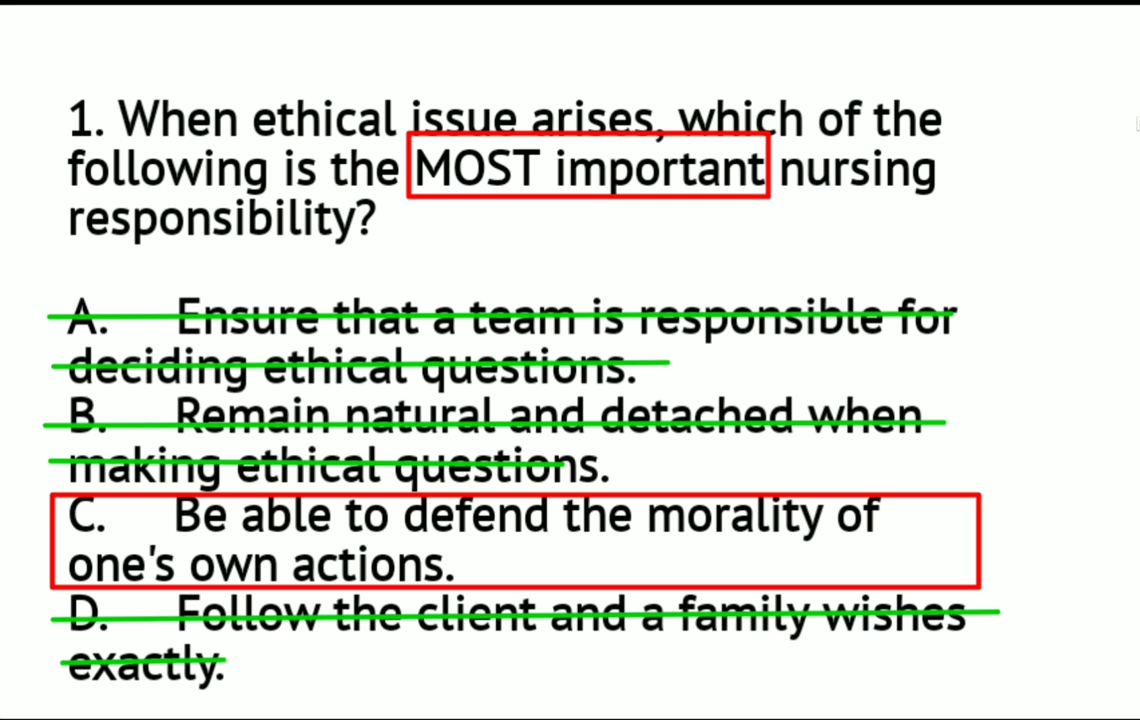 1. When ethical issue arises, which of the
following is the MOST important nursing
responsibility?
A. Ensure that a team is responsible for
deciding ethical questions.
B. Remain natural and detached when
making ethical questions.
C. Be able to defend the morality of
one's own actions.
D. Follow the client and a family wishes
exactly.